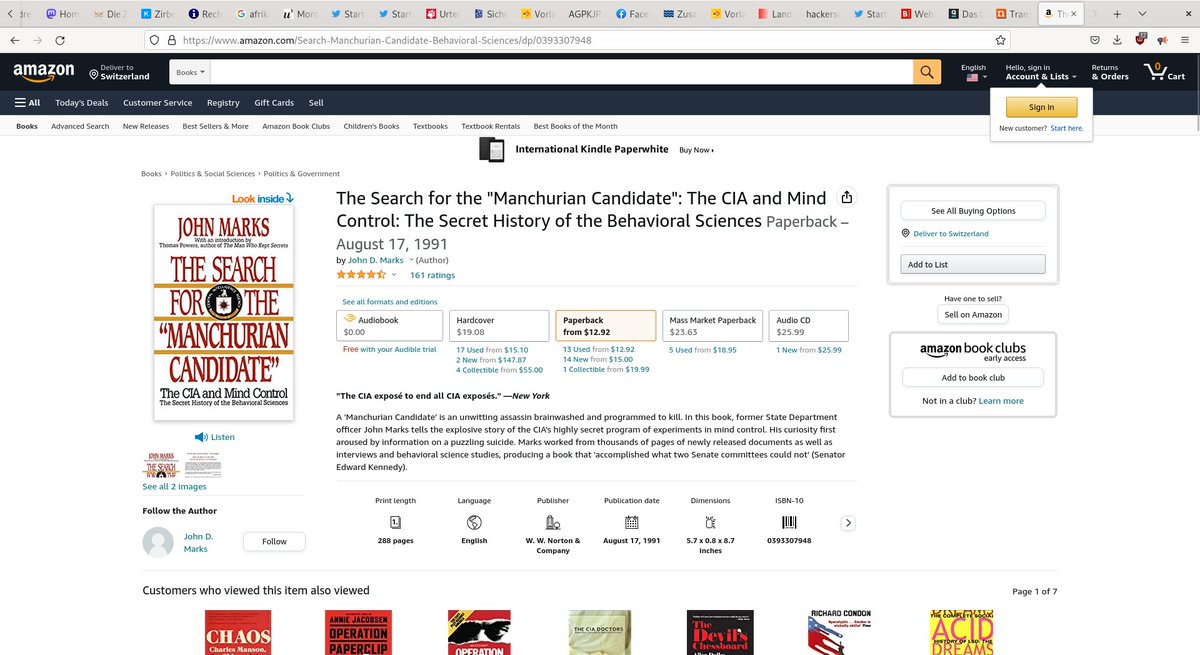 Hom
Die Z
Zirbe
Rech
afrik
Moni
Start
Start
Urtei
Sich
Vorla
AGPKJP
Face
Zusa
Vorla
Land
hackers
Start
Weh
Das
Tran
Th
https://www.amazon.com/Search-Manchurian-Candidate-Behavioral-Sciences/dp/0393307948
amazon
Deliver to
Switzerland
Books
English
Hello, sign in
Account & Lists
Returns
& Orders
0
Cart
All
Today's Deals
Customer Service
Registry
Gift Cards
Sell
Sign in
New customer? Start here.
Books
Advanced Search
New Releases
Best Sellers & More
Amazon Book Clubs
Children's Books
Textbooks
Textbook Rentals
Best Books of the Month
International Kindle Paperwhite
Buy Now
Books › Politics & Social Sciences › Politics & Government
Look inside
JOHN MARKS
With an introduction by
Thomas Powers, author of The Man Who Kept Secrets
THE SEARCH
FOR THE
"MANCHURIAN
CANDIDATE"
The CIA and Mind Control
The Secret History of the Behavioral Sciences
Listen
See all 2 images
Follow the Author
John D.
Marks
Follow
The Search for the "Manchurian Candidate": The CIA and Mind
Control: The Secret History of the Behavioral Sciences Paperback –
August 17, 1991
by John D. Marks (Author)
161 ratings
See all formats and editions
Audiobook
$0.00
Free with your Audible trial
Hardcover
$19.08
17 Used from $15.10
2 New from $147.87
4 Collectible from $55.00
Paperback
from $12.92
13 Used from $12.92
14 New from $15.00
1 Collectible from $19.99
Mass Market Paperback
$23.63
5 Used from $18.95
Audio CD
$25.99
1 New from $25.99
"The CIA exposé to end all CIA exposés." —New York
A 'Manchurian Candidate' is an unwitting assassin brainwashed and programmed to kill. In this book, former State Department
officer John Marks tells the explosive story of the CIA's highly secret program of experiments in mind control. His curiosity first
aroused by information on a puzzling suicide. Marks worked from thousands of pages of newly released documents as well as
interviews and behavioral science studies, producing a book that 'accomplished what two Senate committees could not' (Senator
Edward Kennedy).
Print length
288 pages
Language
English
Publisher
W. W. Norton &
Company
Publication date
August 17, 1991
Dimensions
5.7 x 0.8 x 8.7
inches
ISBN-10
0393307948
See All Buying Options
Deliver to Switzerland
Add to List
Have one to sell?
Sell on Amazon
amazon book clubs
early access
Add to book club
Not in a club? Learn more
Customers who viewed this item also viewed
Page 1 of 7
CHAOS
Charles Manson,
ANNIE JACOBSEN
OPERATION
PAPERCLIP
OPERATION
THE CIA DOCTORS
The
Devil's
Chessboard
RICHARD CONDON
ACID
DREAMS